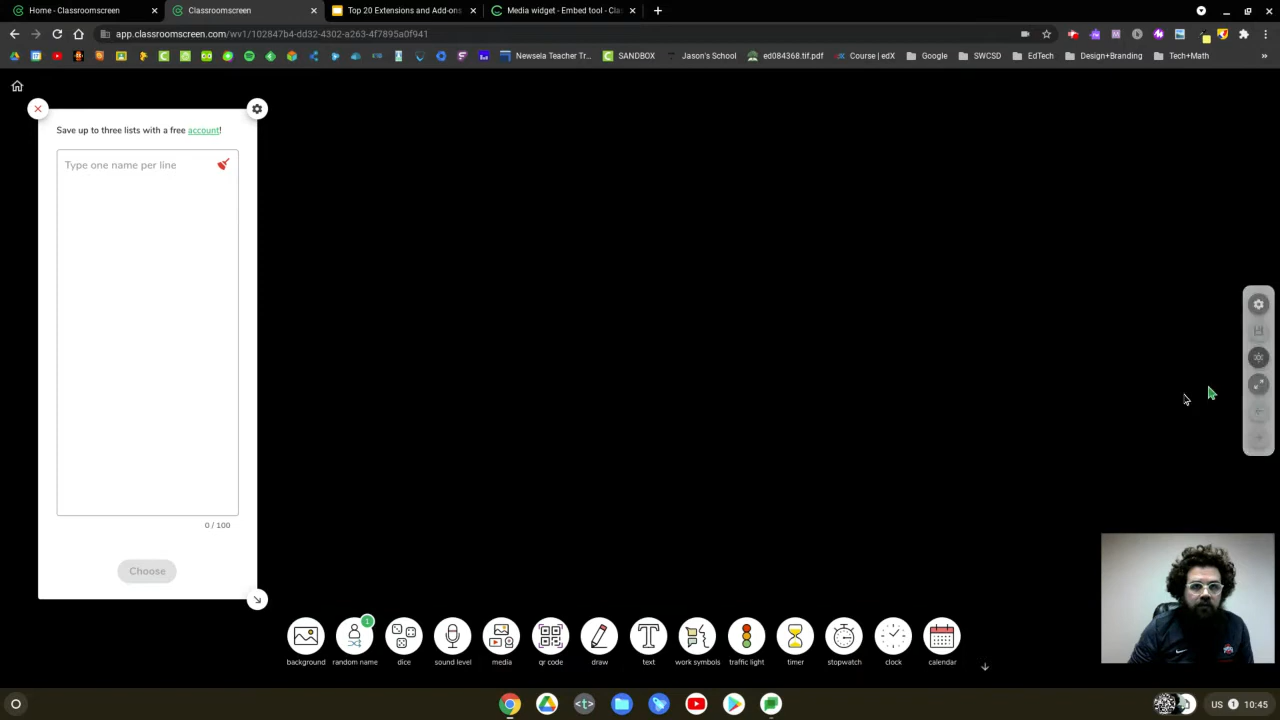 Home - Classroomscreen
Classroomscreen
Top 20 Extensions and Add-ons
Media widget - Embed tool - Cla
app.classroomscreen.com/wv1/102847b4-dd32-4302-a263-4f7895a0f941
Newsela Teacher Tr...
SANDBOX
Jason's School
ed084368.tif.pdf
Course | edX
Google
SWCSD
EdTech
Design+Branding
Tech+Math
Save up to three lists with a free account!
Type one name per line
0 / 100
Choose
1
background
random name
dice
sound level
media
qr code
draw
text
work symbols
traffic light
timer
stopwatch
clock
calendar
US
1
10:45